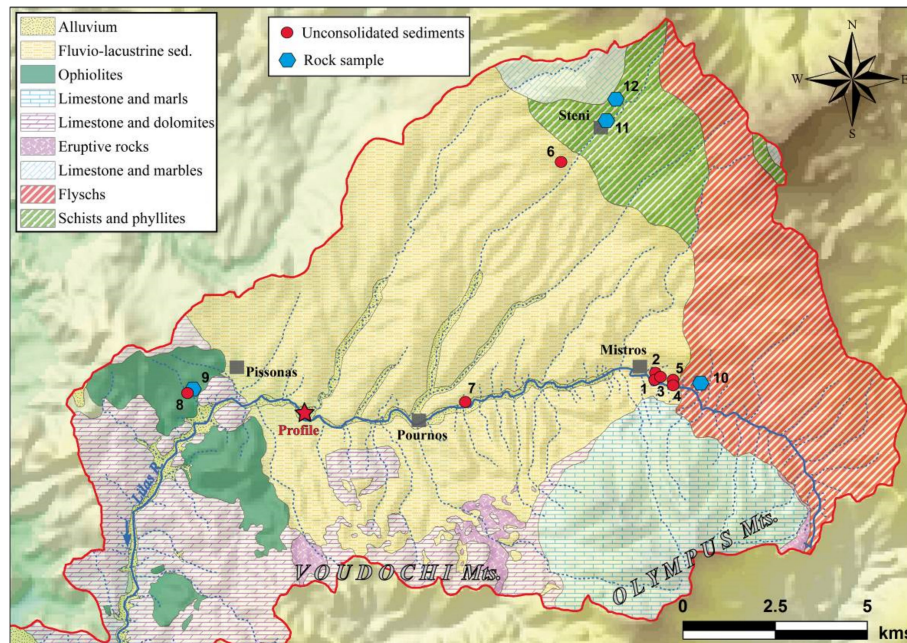 Alluvium
Fluvio-lacustrine sed.
Ophiolites
Limestone and marls
Limestone and dolomites
Eruptive rocks
Limestone and marbles
Flyschs
Schists and phyllites
Unconsolidated sediments
Rock sample
N
W E
S
12
Steni
11
6
Mistros
2
5
10
1
3
4
Pissonas
9
8
7
Profile
Pournos
Lilas R.
VOUDOCHI Mts.
OLYMPUS Mts.
0 2.5 5
kms